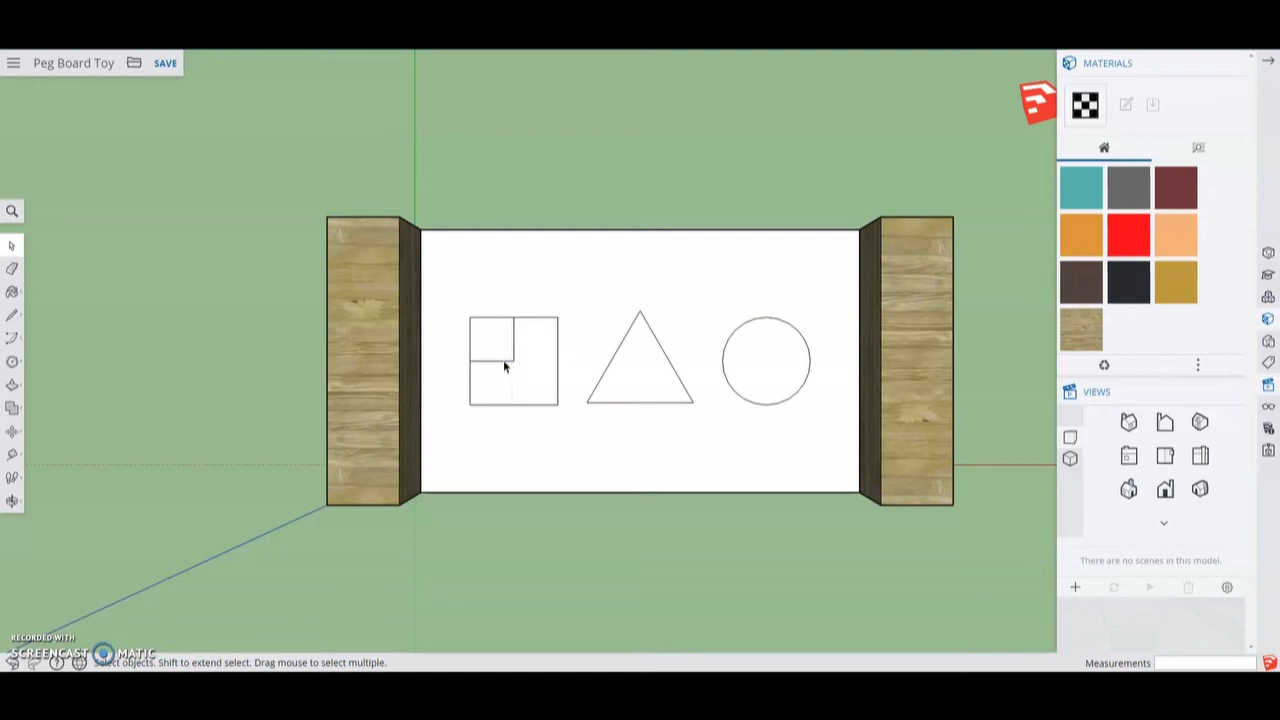 Peg Board Toy
SAVE
MATERIALS
VIEWS
There are no scenes in this model.
RECORDED WITH
SCREENCAST MATIC
Select objects. Shift to extend select. Drag mouse to select multiple.
Measurements